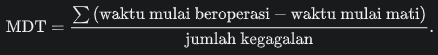 MDT = ∑ (waktu mulai beroperasi − waktu mulai mati) / jumlah kegagalan.